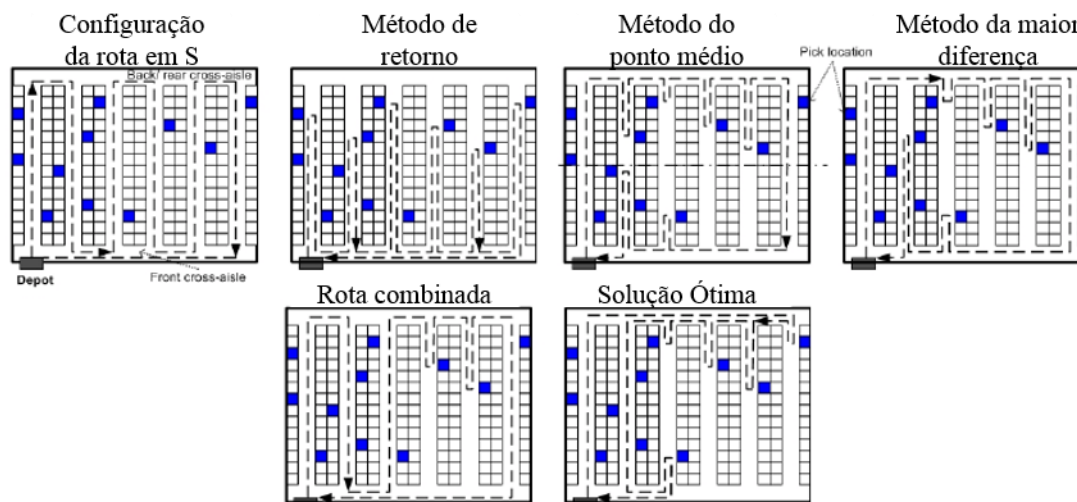 Configuração
da rota em S
Método de
retorno
Método do
ponto médio
Método da maior
diferença
Back/ rear cross-aisle
Pick location
Front cross-aisle
Depot
Rota combinada
Solução Ótima